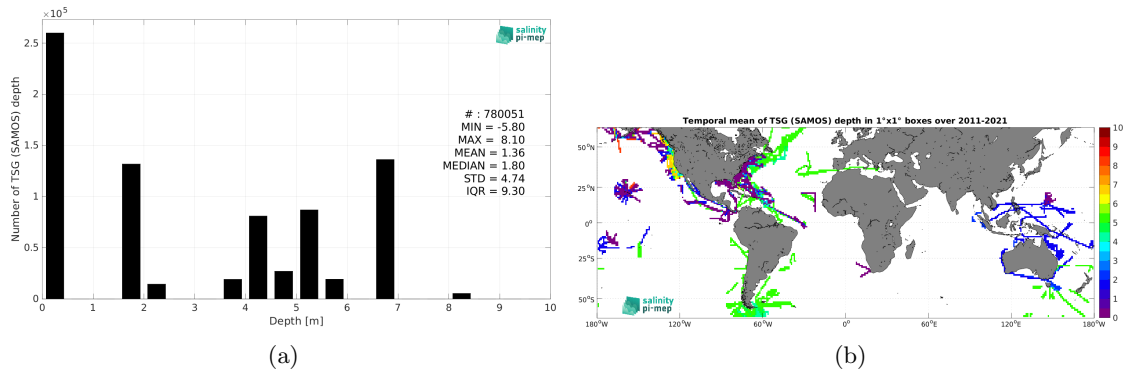 ×10⁵
2.5
2
1.5
1
0.5
0
Number of TSG (SAMOS) depth
salinity
pi-mep
# : 780051
MIN = -5.80
MAX = 8.10
MEAN = 1.36
MEDIAN = 1.80
STD = 4.74
IQR = 9.30
0 1 2 3 4 5 6 7 8 9 10
Depth [m]
(a)
Temporal mean of TSG (SAMOS) depth in 1°x1° boxes over 2011-2021
50°N
25°N
0°
25°S
50°S
salinity
pi-mep
180°W 120°W 60°W 0° 60°E 120°E 180°W
10
9
8
7
6
5
4
3
2
1
0
(b)